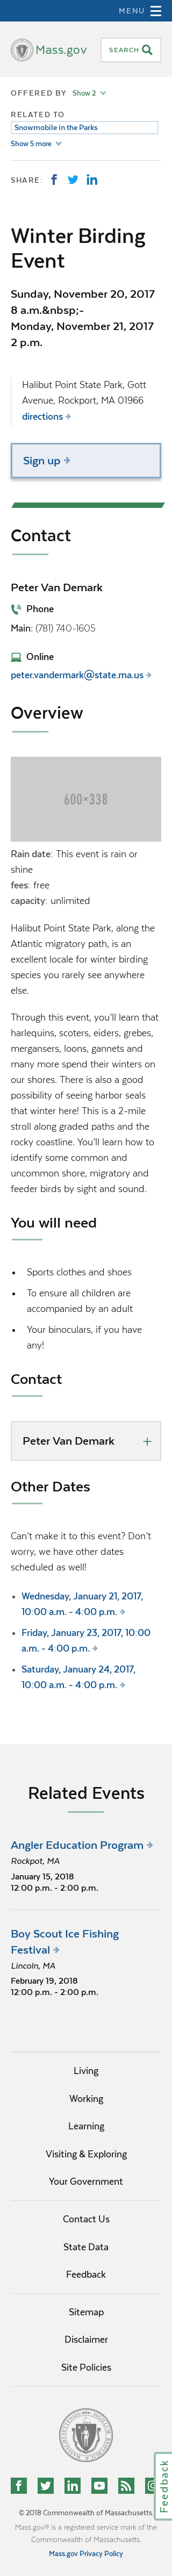 MENU
Mass.gov
SEARCH
OFFERED BY Show 2
RELATED TO
Snowmobile in the Parks
Show 5 more
SHARE:
Winter Birding
Event
Sunday, November 20, 2017
8 a.m.&nbsp;-
Monday, November 21, 2017
2 p.m.
Halibut Point State Park, Gott
Avenue, Rockport, MA 01966
directions
Sign up
Contact
Peter Van Demark
Phone
Main: (781) 740-1605
Online
peter.vandermark@state.ma.us
Overview
600×338
Rain date: This event is rain or
shine
fees: free
capacity: unlimited
Halibut Point State Park, along the
Atlantic migratory path, is an
excellent locale for winter birding
species you rarely see anywhere
else.
Through this event, you'll learn that
harlequins, scoters, eiders, grebes,
mergansers, loons, gannets and
many more spend their winters on
our shores. There is also a good
possibility of seeing harbor seals
that winter here! This is a 2-mile
stroll along graded paths and the
rocky coastline. You'll learn how to
identify some common and
uncommon shore, migratory and
feeder birds by sight and sound.
You will need
Sports clothes and shoes
To ensure all children are
accompanied by an adult
Your binoculars, if you have
any!
Contact
Peter Van Demark +
Other Dates
Can't make it to this event? Don't
worry, we have other dates
scheduled as well!
Wednesday, January 21, 2017,
10:00 a.m. - 4:00 p.m.
Friday, January 23, 2017, 10:00
a.m. - 4:00 p.m.
Saturday, January 24, 2017,
10:00 a.m. - 4:00 p.m.
Related Events
Angler Education Program
Rockpot, MA
January 15, 2018
12:00 p.m. - 2:00 p.m.
Boy Scout Ice Fishing
Festival
Lincoln, MA
February 19, 2018
12:00 p.m. - 2:00 p.m.
Living
Working
Learning
Visiting & Exploring
Your Government
Contact Us
State Data
Feedback
Sitemap
Disclaimer
Site Policies
Feedback
© 2018 Commonwealth of Massachusetts.
Mass.gov® is a registered service mark of the
Commonwealth of Massachusetts.
Mass.gov Privacy Policy